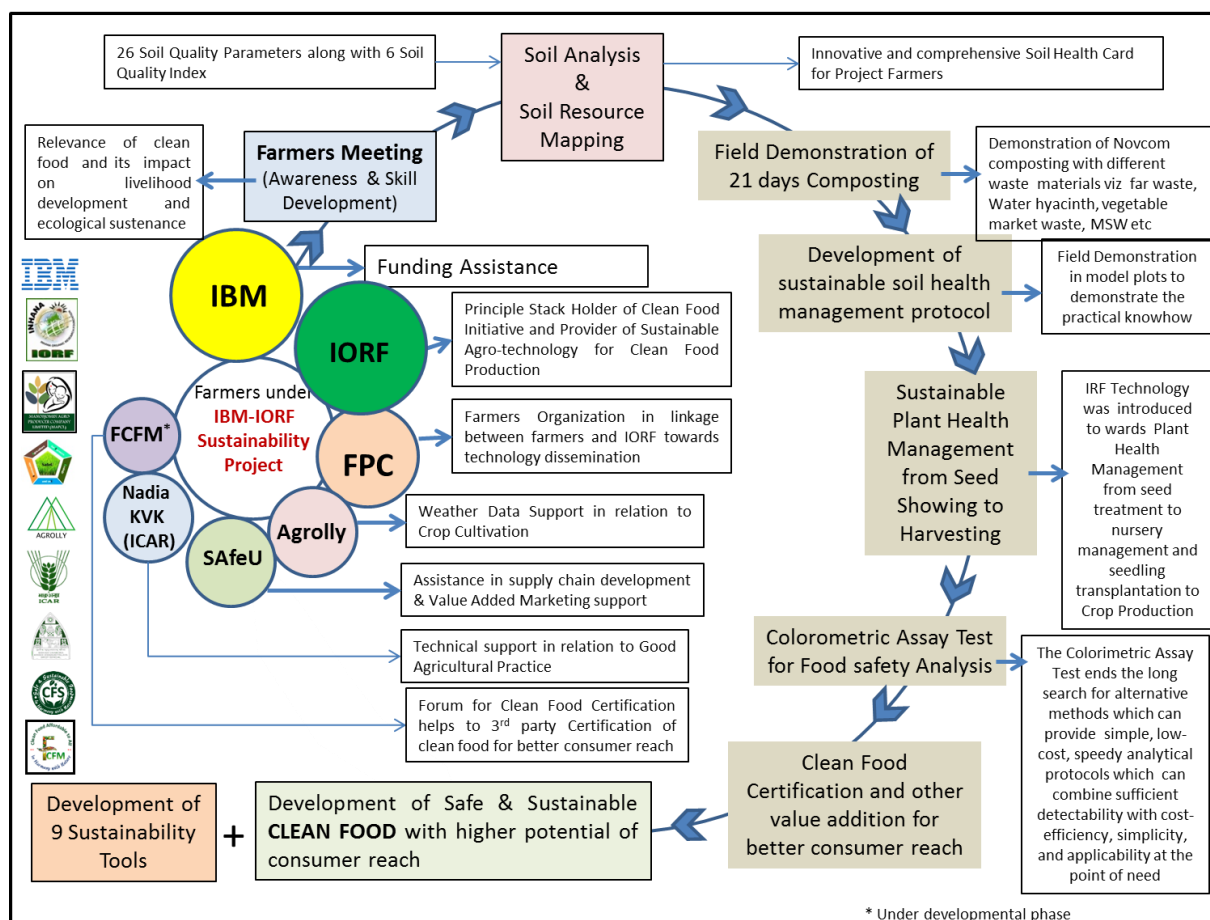 26 Soil Quality Parameters along with 6 Soil
Quality Index
Soil Analysis
&
Soil Resource
Mapping
Innovative and comprehensive Soil Health Card
for Project Farmers
Relevance of clean
food and its impact
on livelihood
development and
ecological sustenance
Farmers Meeting
(Awareness & Skill
Development)
Field Demonstration of
21 days Composting
Demonstration of Novcom
composting with different
waste materials viz far waste,
Water hyacinth, vegetable
market waste, MSW etc
IBM
Funding Assistance
Development of
sustainable soil health
management protocol
Field Demonstration
in model plots to
demonstrate the
practical knowhow
IBM
INHANA
IORF
IORF
Principle Stack Holder of Clean Food
Initiative and Provider of Sustainable
Agro-technology for Clean Food
Production
Farmers under
IBM-IORF
Sustainability
Project
FCFM*
FPC
Farmers Organization in linkage
between farmers and IORF towards
technology dissemination
Sustainable
Plant Health
Management
from Seed
Showing to
Harvesting
IRF Technology
was introduced
to wards Plant
Health
Management
from seed
treatment to
nursery
management and
seedling
transplantation to
Crop Production
Nadia
KVK
(ICAR)
SAfeU
Agrolly
Weather Data Support in relation to
Crop Cultivation
AGROLLY
ICAR
Assistance in supply chain development
& Value Added Marketing support
Technical support in relation to Good
Agricultural Practice
Colorometric Assay Test
for Food safety Analysis
The Colorimetric Assay
Test ends the long
search for alternative
methods which can
provide simple, low-
cost, speedy analytical
protocols which can
combine sufficient
detectability with cost-
efficiency, simplicity,
and applicability at the
point of need
CFS
Forum for Clean Food Certification
helps to 3rd party Certification of
clean food for better consumer reach
Clean Food Affordable to All
FCFM
In Harmony with Nature
Clean Food
Certification and other
value addition for
better consumer reach
Development of
9 Sustainability
Tools
+
Development of Safe & Sustainable
CLEAN FOOD with higher potential of
consumer reach
* Under developmental phase